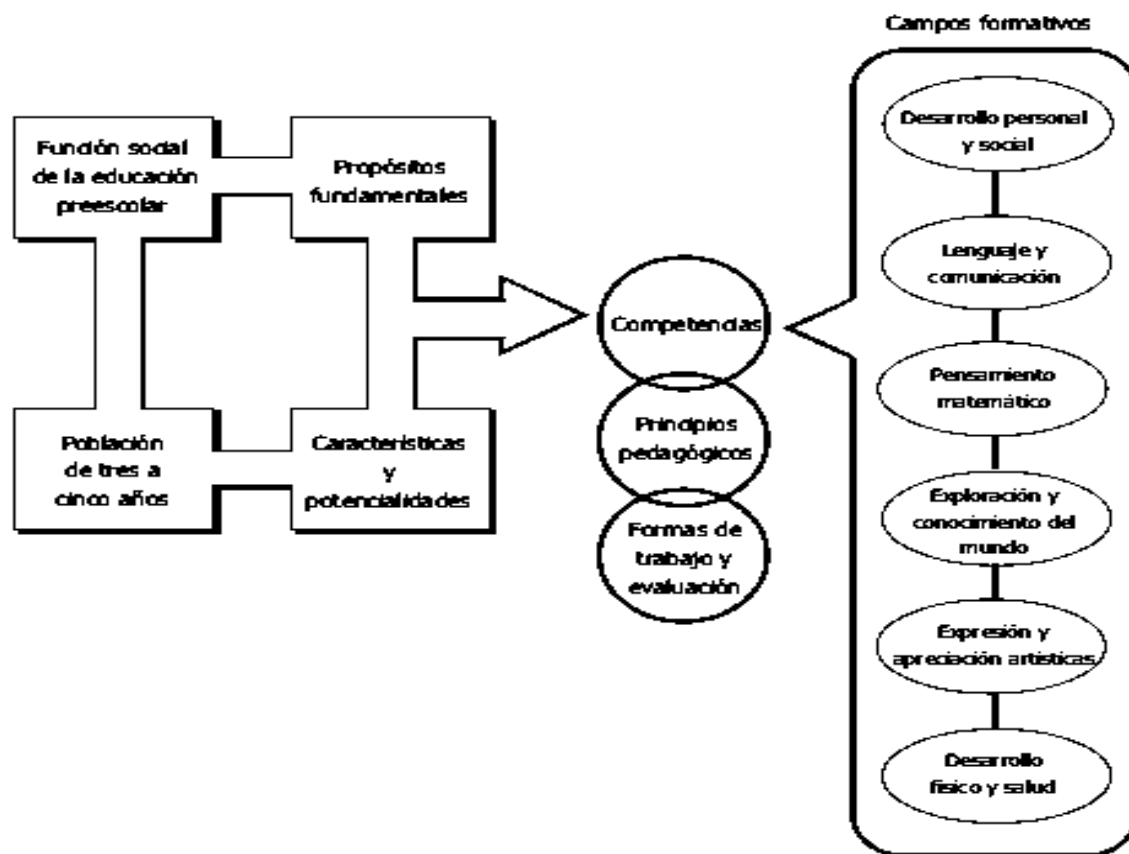 Campos formativos
Función social
de la educación
preescolar
Propósitos
fundamentales
Población
de tres a
cinco años
Características
y
potencialidades
Competencias
Principios
pedagógicos
Formas de
trabajo y
evaluación
Desarrollo personal
y social
Lenguaje y
comunicación
Pensamiento
matemático
Exploración y
conocimiento del
mundo
Expresión y
apreciación artísticas
Desarrollo
físico y salud